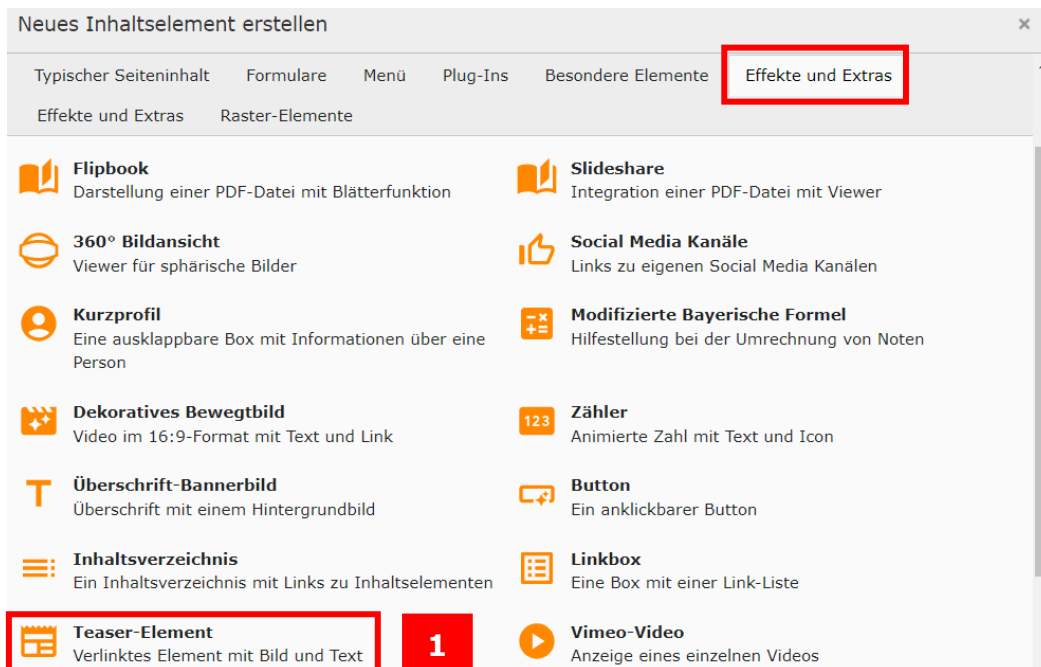 Neues Inhaltselement erstellen ×
Typischer Seiteninhalt Formulare Menü Plug-Ins Besondere Elemente Effekte und Extras
Effekte und Extras Raster-Elemente
Flipbook
Darstellung einer PDF-Datei mit Blätterfunktion
Slideshare
Integration einer PDF-Datei mit Viewer
360° Bildansicht
Viewer für sphärische Bilder
Social Media Kanäle
Links zu eigenen Social Media Kanälen
Kurzprofil
Eine ausklappbare Box mit Informationen über eine
Person
Modifizierte Bayerische Formel
Hilfestellung bei der Umrechnung von Noten
Dekoratives Bewegtbild
Video im 16:9-Format mit Text und Link
123
Zähler
Animierte Zahl mit Text und Icon
Überschrift-Bannerbild
Überschrift mit einem Hintergrundbild
Button
Ein anklickbarer Button
Inhaltsverzeichnis
Ein Inhaltsverzeichnis mit Links zu Inhaltselementen
Linkbox
Eine Box mit einer Link-Liste
Teaser-Element
Verlinktes Element mit Bild und Text
1
Vimeo-Video
Anzeige eines einzelnen Videos